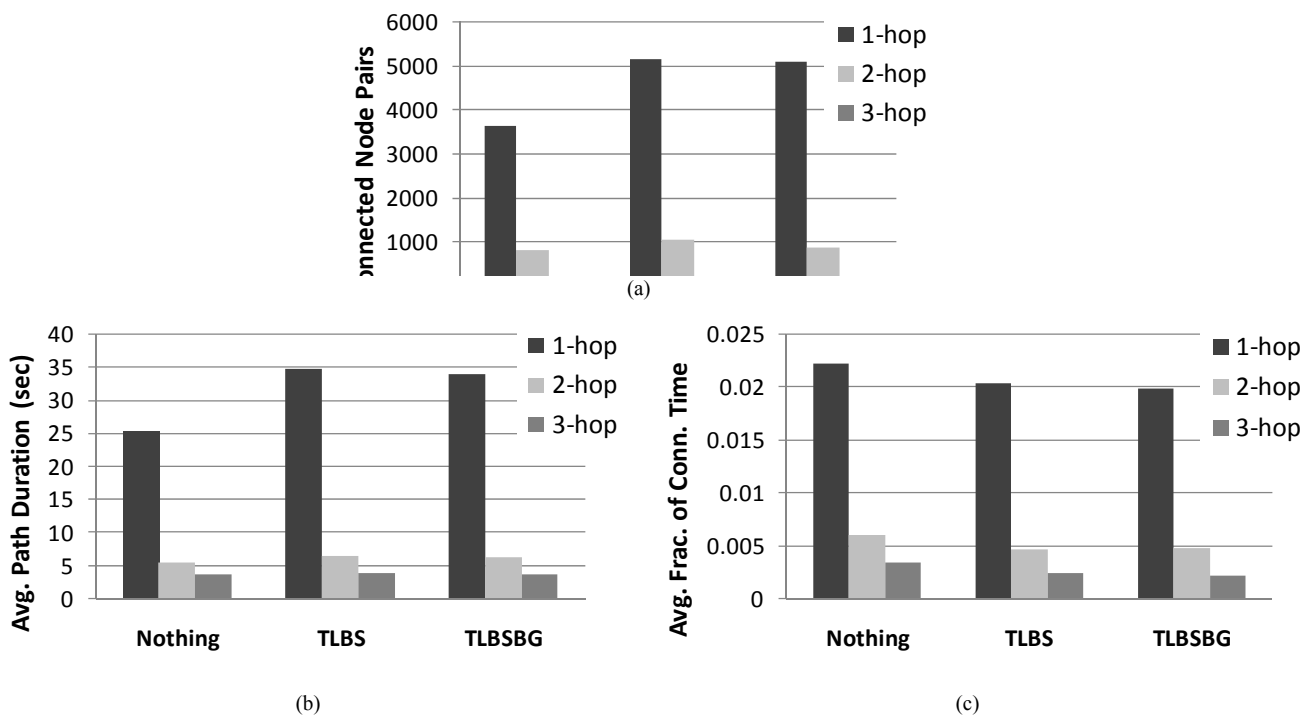 6000
5000
4000
3000
2000
1000
onnected Node Pairs
1-hop
2-hop
3-hop
(a)
40
35
30
25
20
15
10
5
0
Avg. Path Duration (sec)
1-hop
2-hop
3-hop
Nothing TLBS TLBSBG
(b)
0.025
0.02
0.015
0.01
0.005
0
Avg. Frac. of Conn. Time
1-hop
2-hop
3-hop
Nothing TLBS TLBSBG
(c)